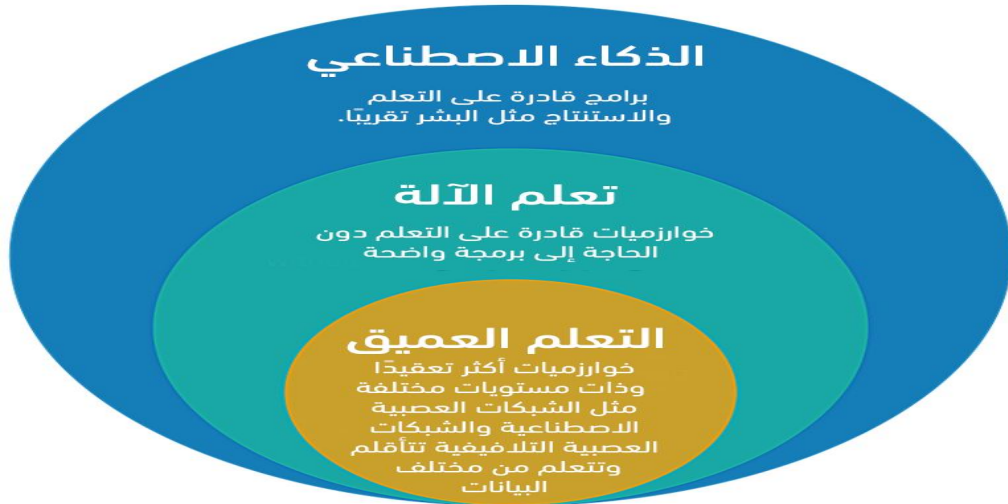 الذكاء الاصطناعي
برامج قادرة على التعلم
والاستنتاج مثل البشر تقريبًا.
تعلم الآلة
خوارزميات قادرة على التعلم دون
الحاجة إلى برمجة واضحة
التعلم العميق
خوارزميات أكثر تعقيدًا
وذات مستويات مختلفة
مثل الشبكات العصبية
الاصطناعية والشبكات
العصبية التلافيفية تتأقلم
وتتعلم من مختلف
البيانات